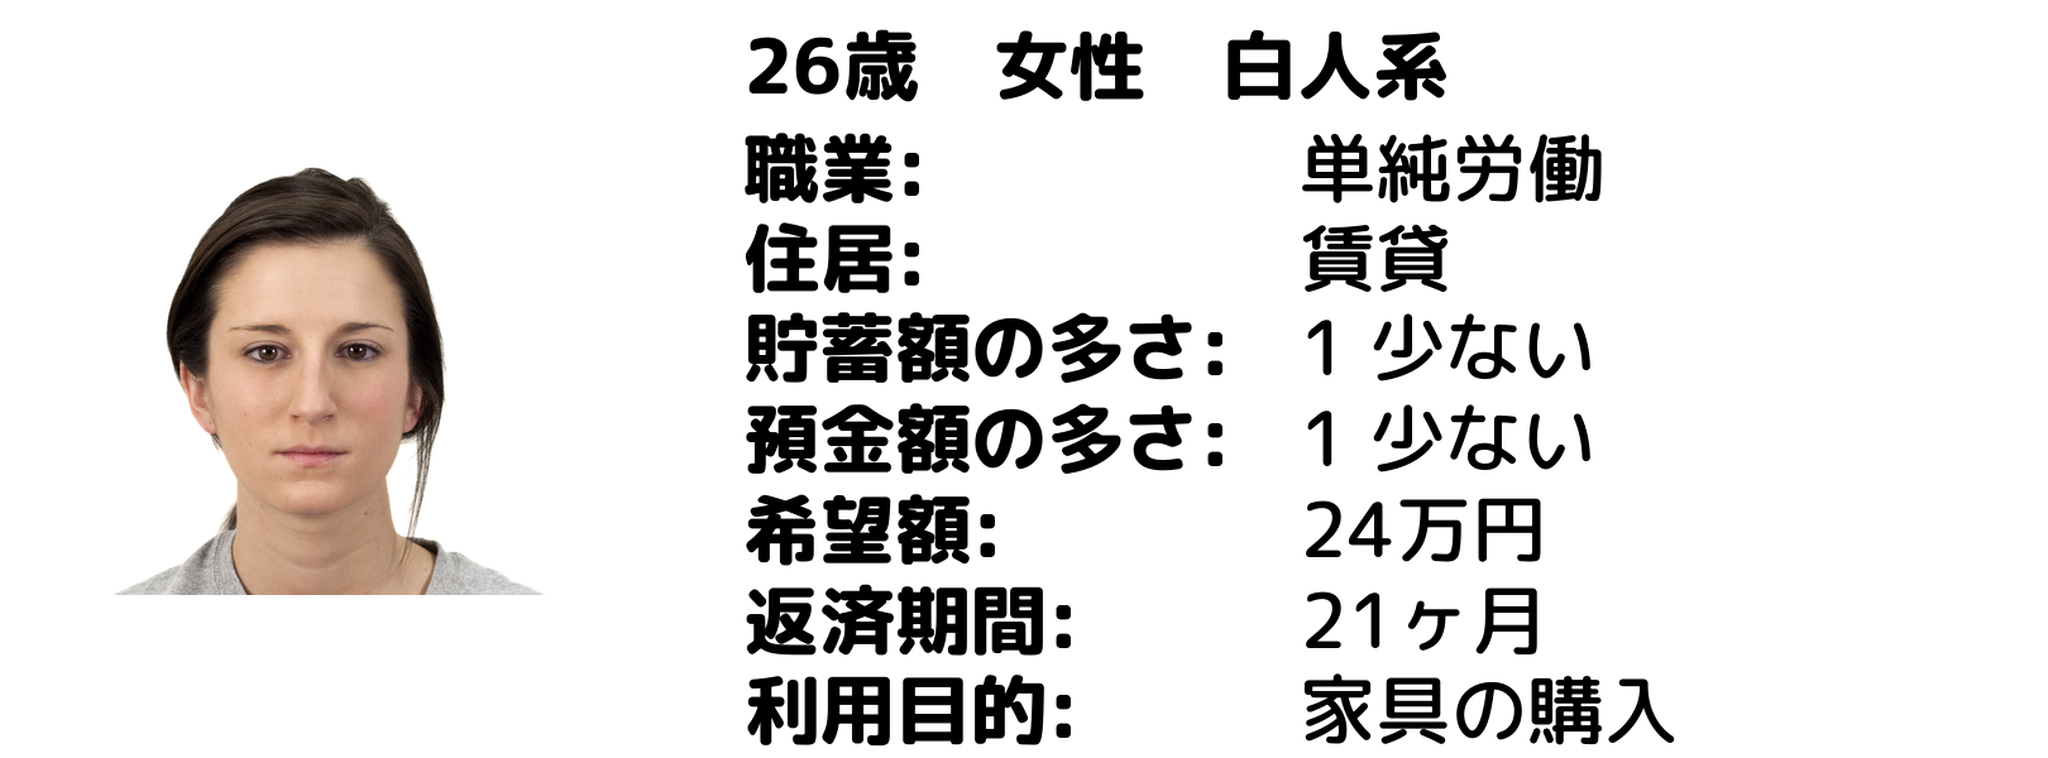 26歳　女性　白人系
職業: 単純労働
住居: 賃貸
貯蓄額の多さ: 1 少ない
預金額の多さ: 1 少ない
希望額: 24万円
返済期間: 21ヶ月
利用目的: 家具の購入